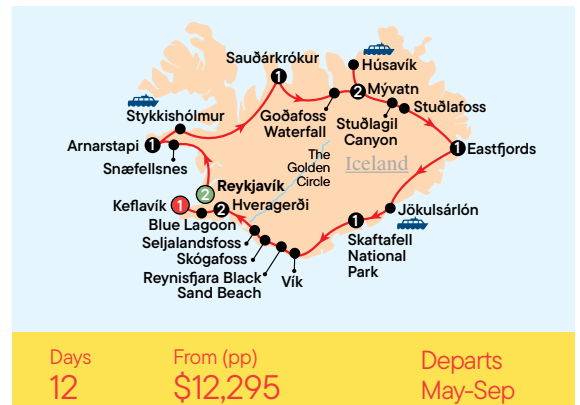 Sauðárkrókur
1
Húsavík
2
Mývatn
Stykkishólmur
Goðafoss
Waterfall
Stuðlafoss
Stuðlagil
Canyon
Arnarstapi
1
Snæfellsnes
1
Eastfjords
The
Golden
Circle
Iceland
2
Reykjavík
Keflavík
1
2
Hveragerði
Jökulsárlón
Blue Lagoon
1
Seljalandsfoss
Skaftafell
National
Park
Skógafoss
Reynisfjara Black
Sand Beach
Vík
Days
12
From (pp)
$12,295
Departs
May-Sep